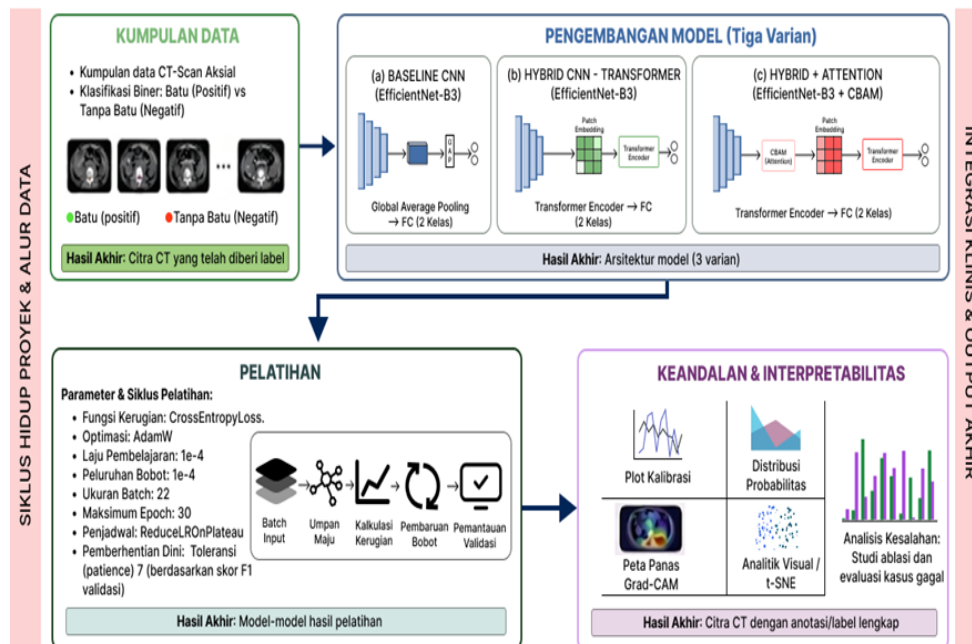 SIKLUS HIDUP PROYEK & ALUR DATA
KUMPULAN DATA
• Kumpulan data CT-Scan Aksial
• Klasifikasi Biner: Batu (Positif) vs
Tanpa Batu (Negatif)
Batu (positif)
Tanpa Batu (Negatif)
Hasil Akhir: Citra CT yang telah diberi label
PENGEMBANGAN MODEL (Tiga Varian)
(a) BASELINE CNN
(EfficientNet-B3)
G A P
Global Average Pooling
→ FC (2 Kelas)
(b) HYBRID CNN - TRANSFORMER
(EfficientNet-B3)
Patch
Embedding
Transformer
Encoder
Transformer Encoder → FC
(2 Kelas)
(c) HYBRID + ATTENTION
(EfficientNet-B3 + CBAM)
CBAM
(Attention)
Patch
Embedding
Transformer
Encoder
Transformer Encoder → FC (2 Kelas)
Hasil Akhir: Arsitektur model (3 varian)
PELATIHAN
Parameter & Siklus Pelatihan:
• Fungsi Kerugian: CrossEntropyLoss.
• Optimasi: AdamW
• Laju Pembelajaran: 1e-4
• Peluruhan Bobot: 1e-4
• Ukuran Batch: 22
• Maksimum Epoch: 30
• Penjadwal: ReduceLROnPlateau
• Pemberhentian Dini: Toleransi
(patience) 7 (berdasarkan skor F1
validasi)
Batch
Input
Umpan
Maju
Kalkulasi
Kerugian
Pembaruan
Bobot
Pemantauan
Validasi
Hasil Akhir: Model-model hasil pelatihan
KEANDALAN & INTERPRETABILITAS
Plot Kalibrasi
Distribusi
Probabilitas
Peta Panas
Grad-CAM
Analitik Visual /
t-SNE
Analisis Kesalahan:
Studi ablasi dan
evaluasi kasus gagal
Hasil Akhir: Citra CT dengan anotasi/label lengkap
INTEGRASI KLINIS & OUTPUT AKHIR